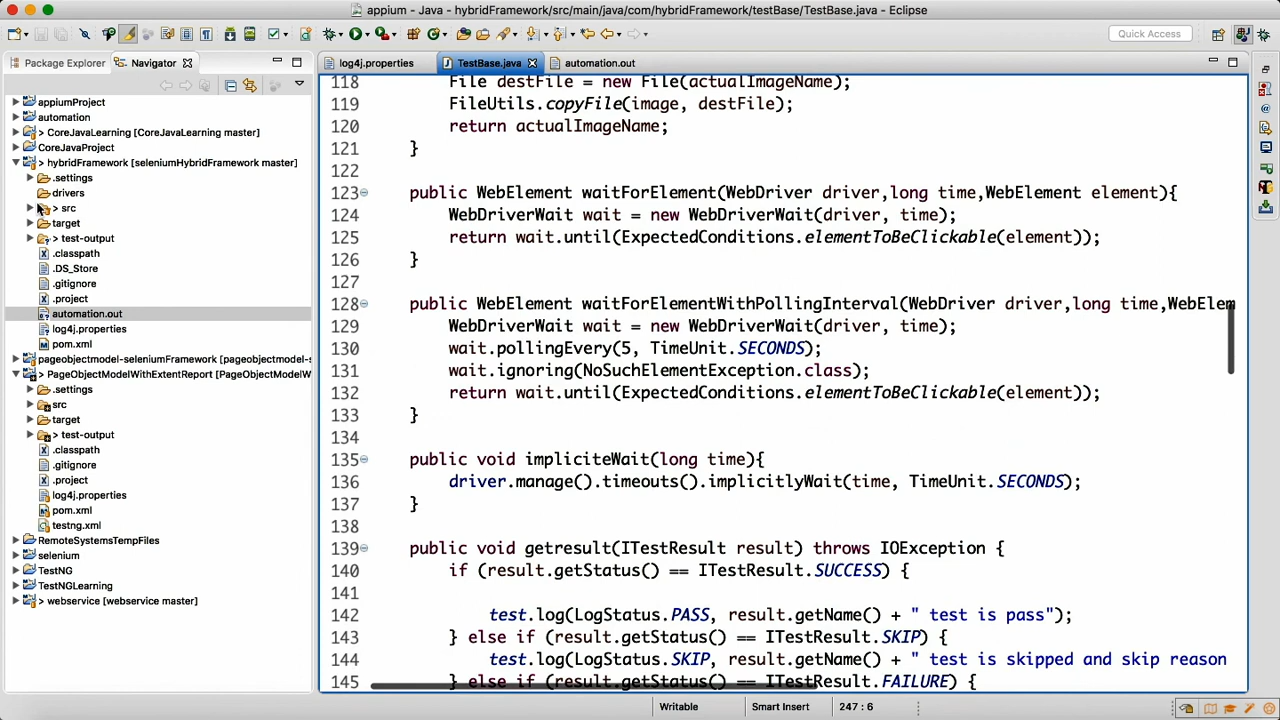 appium - Java - hybridFramework/src/main/java/com/hybridFramework/testBase/TestBase.java - Eclipse
Quick Access
Package Explorer
Navigator
log4j.properties
TestBase.java
automation.out
appiumProject
automation
> CoreJavaLearning [CoreJavaLearning master]
CoreJavaProject
> hybridFramework [seleniumHybridFramework master]
.settings
drivers
> src
target
> test-output
.classpath
.DS_Store
.gitignore
.project
automation.out
log4j.properties
pom.xml
pageobjectmodel-seleniumFramework [pageobjectmodel-s
> PageObjectModelWithExtentReport [PageObjectModelW
.settings
src
target
> test-output
.classpath
.gitignore
.project
log4j.properties
pom.xml
testng.xml
RemoteSystemsTempFiles
selenium
TestNG
TestNGLearning
> webservice [webservice master]
118 File destFile = new File(actualImageName);
119 FileUtils.copyFile(image, destFile);
120 return actualImageName;
121 }
122
123 public WebElement waitForElement(WebDriver driver,long time,WebElement element){
124 WebDriverWait wait = new WebDriverWait(driver, time);
125 return wait.until(ExpectedConditions.elementToBeClickable(element));
126 }
127
128 public WebElement waitForElementWithPollingInterval(WebDriver driver,long time,WebElem
129 WebDriverWait wait = new WebDriverWait(driver, time);
130 wait.pollingEvery(5, TimeUnit.SECONDS);
131 wait.ignoring(NoSuchElementException.class);
132 return wait.until(ExpectedConditions.elementToBeClickable(element));
133 }
134
135 public void impliciteWait(long time){
136 driver.manage().timeouts().implicitlyWait(time, TimeUnit.SECONDS);
137 }
138
139 public void getresult(ITestResult result) throws IOException {
140 if (result.getStatus() == ITestResult.SUCCESS) {
141
142 test.log(LogStatus.PASS, result.getName() + " test is pass");
143 } else if (result.getStatus() == ITestResult.SKIP) {
144 test.log(LogStatus.SKIP, result.getName() + " test is skipped and skip reason
145 } else if (result.getStatus() == ITestResult.FAILURE) {
Writable
Smart Insert
247 : 6